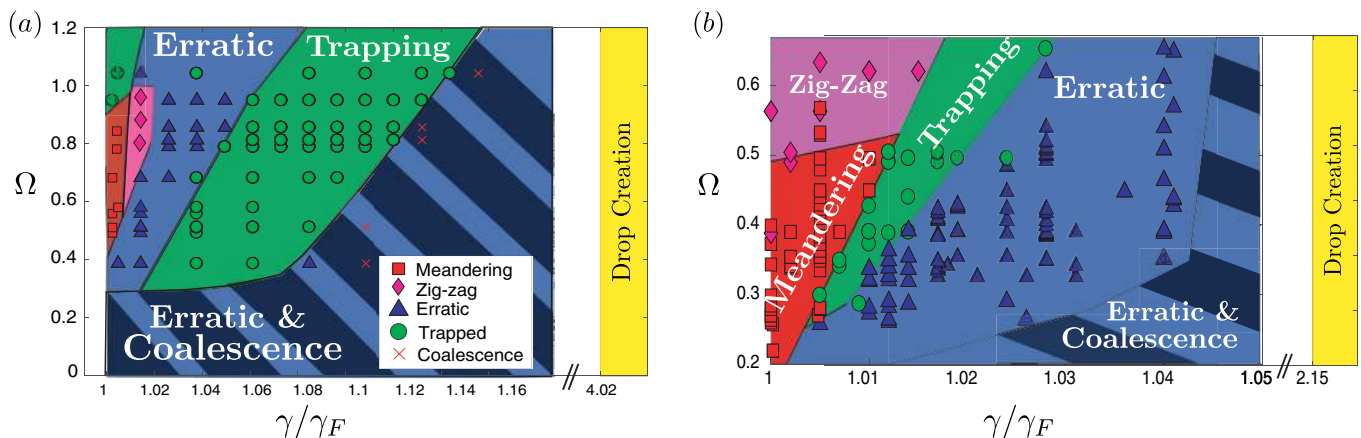 (a)
1.2
1.0
0.8
0.6
0.4
0.2
0
Ω
Erratic
Trapping
Erratic &
Coalescence
Meandering
Zig-zag
Erratic
Trapped
Coalescence
Drop Creation
1 1.02 1.04 1.06 1.08 1.1 1.12 1.14 1.16 // 4.02
γ/γF
(b)
0.6
0.5
0.4
0.3
0.2
Ω
Zig-Zag
Meandering
Trapping
Erratic
Erratic &
Coalescence
Drop Creation
1 1.01 1.02 1.03 1.04 1.05 // 2.15
γ/γF